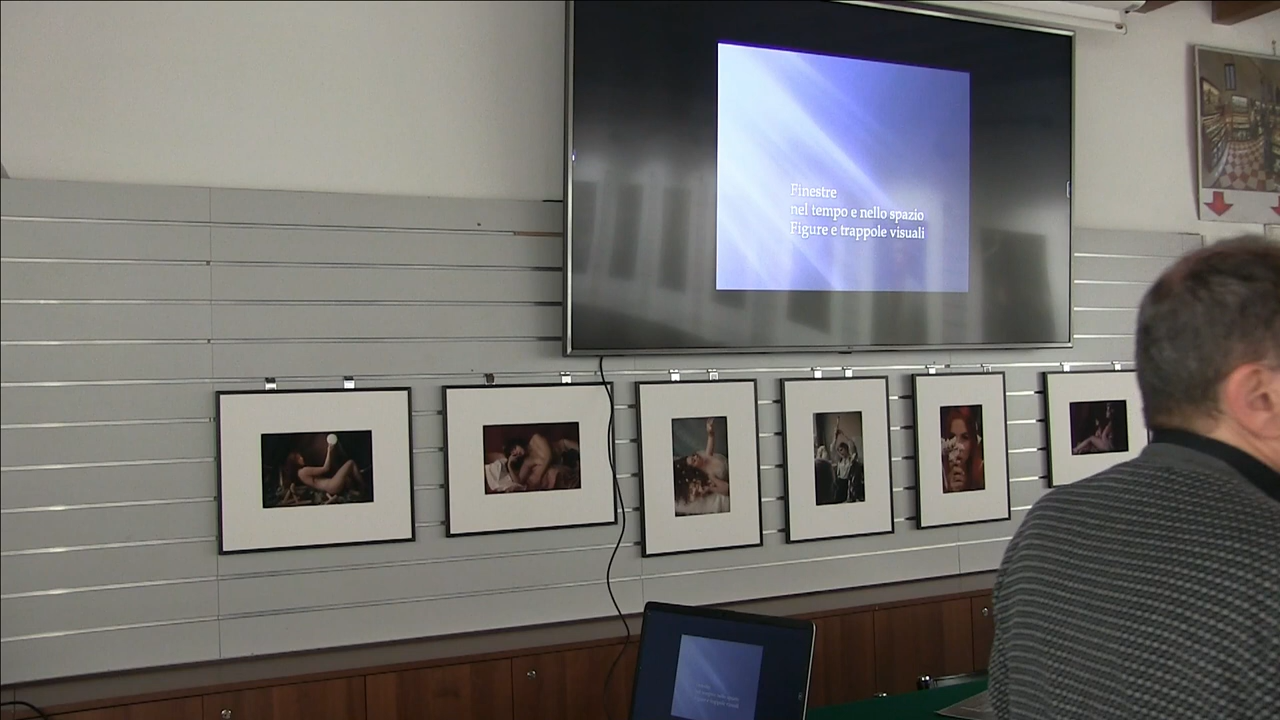 Finestre
nel tempo e nello spazio
Figure e trappole visuali